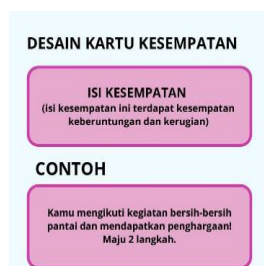 DESAIN KARTU KESEMPATAN
ISI KESEMPATAN
(isi kesempatan ini terdapat kesempatan
keberuntungan dan kerugian)
CONTOH
Kamu mengikuti kegiatan bersih-bersih
pantai dan mendapatkan penghargaan!
Maju 2 langkah.